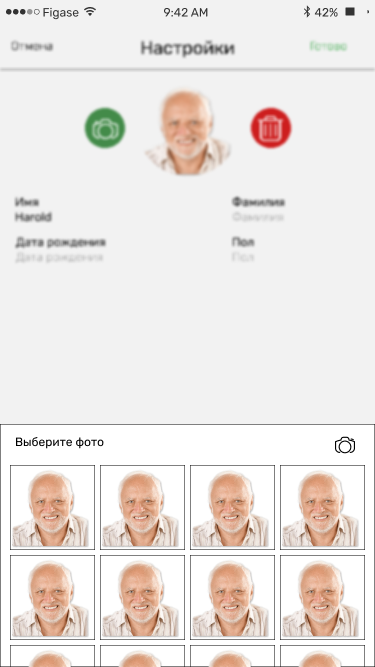 Figase 9:42 AM 42%
Отмена Настройки Готово
Имя Фамилия
Harold Фамилия
Дата рождения Пол
Дата рождения Пол
Выберите фото